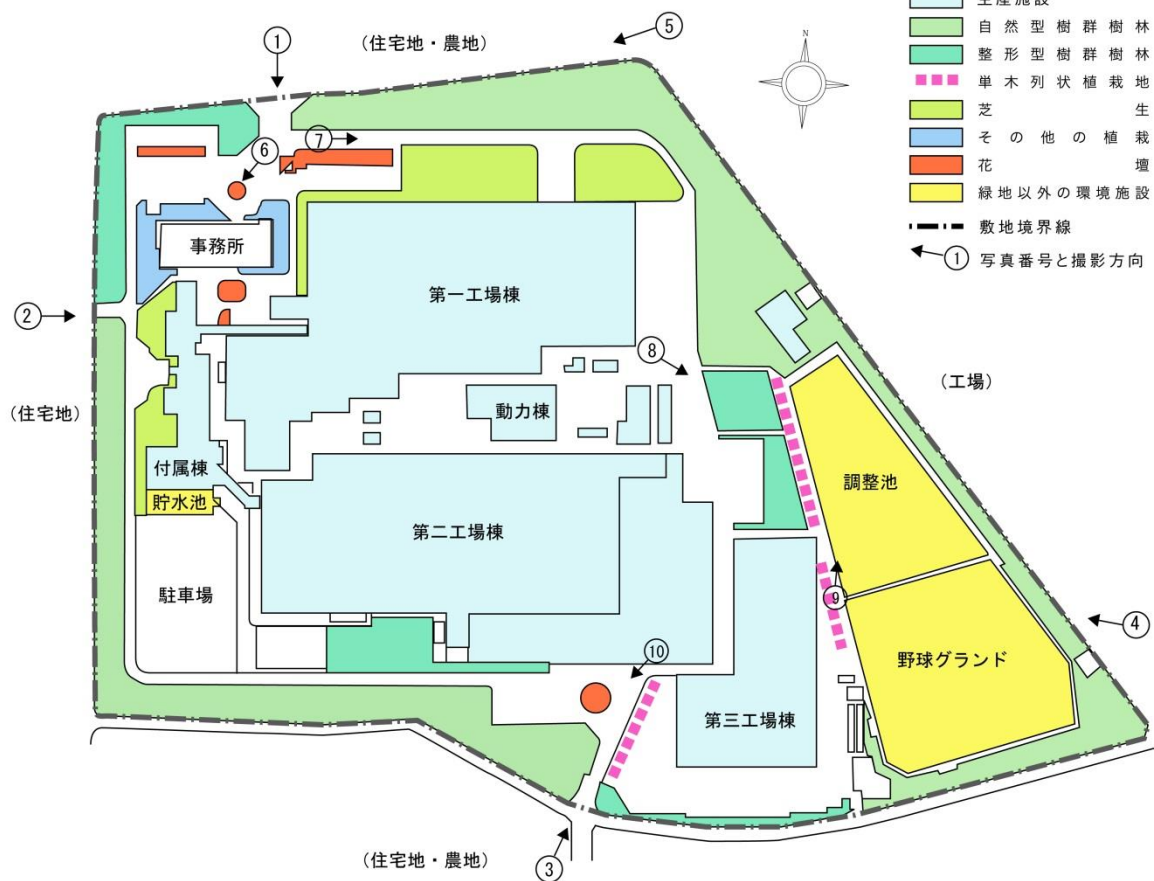 生産施設
自然型樹群樹林
整形型樹群樹林
単木列状植栽地
芝生
その他の植栽
花壇
緑地以外の環境施設
敷地境界線
① 写真番号と撮影方向
N
①
(住宅地・農地)
⑤
⑦
⑥
事務所
②
第一工場棟
⑧
(工場)
(住宅地)
動力棟
付属棟
貯水池
調整池
第二工場棟
駐車場
⑨
④
野球グランド
⑩
第三工場棟
(住宅地・農地)
③